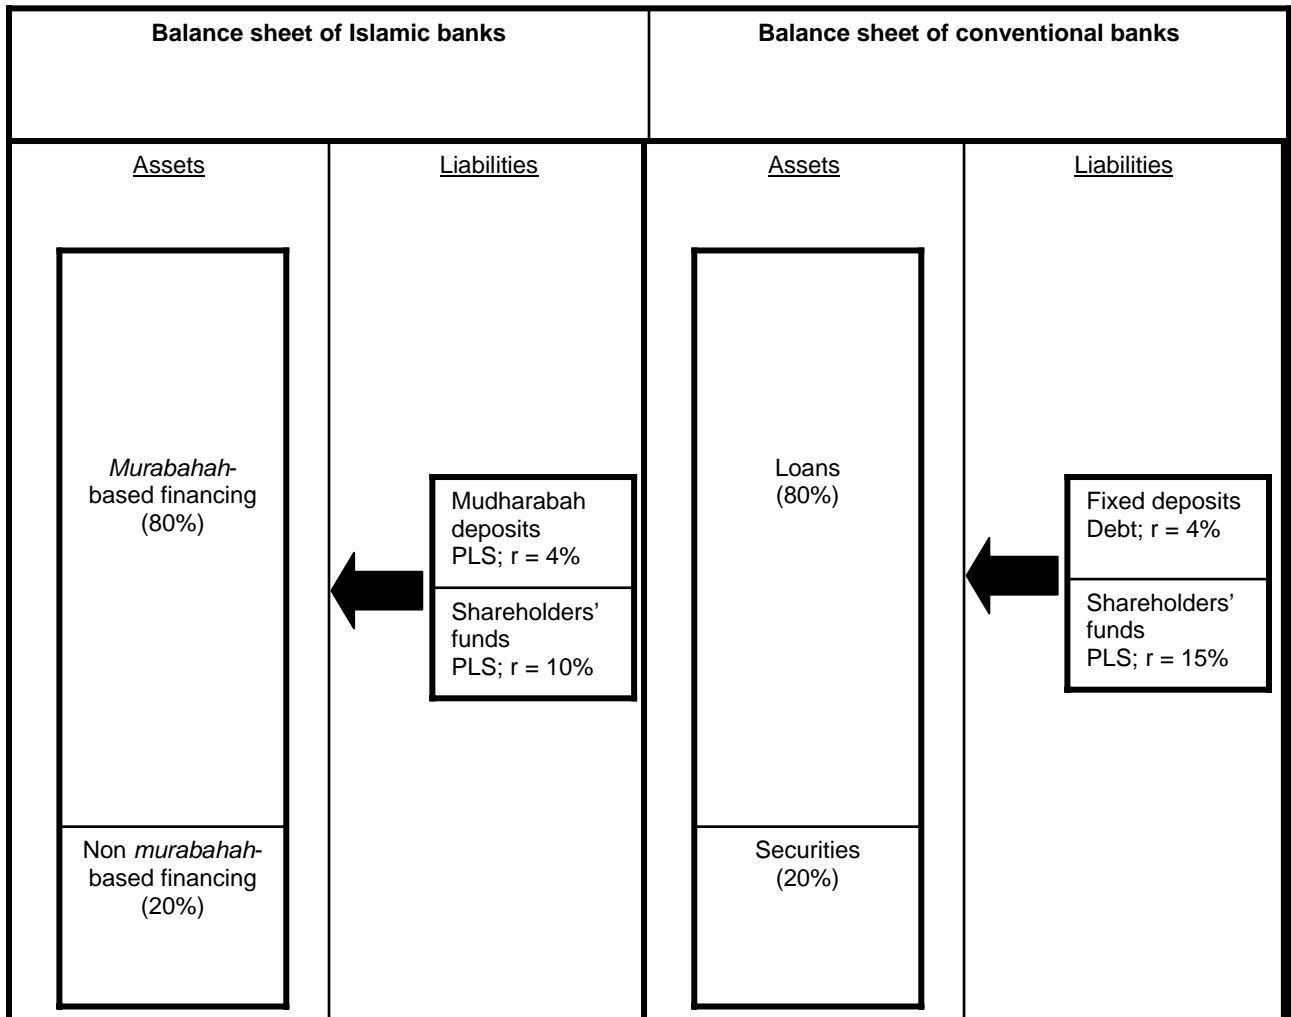 Balance sheet of Islamic banks
Balance sheet of conventional banks
Assets
Liabilities
Assets
Liabilities
Murabahah-
based financing
(80%)
Non murabahah-
based financing
(20%)
Mudharabah
deposits
PLS; r = 4%
Shareholders’
funds
PLS; r = 10%
Loans
(80%)
Securities
(20%)
Fixed deposits
Debt; r = 4%
Shareholders’
funds
PLS; r = 15%